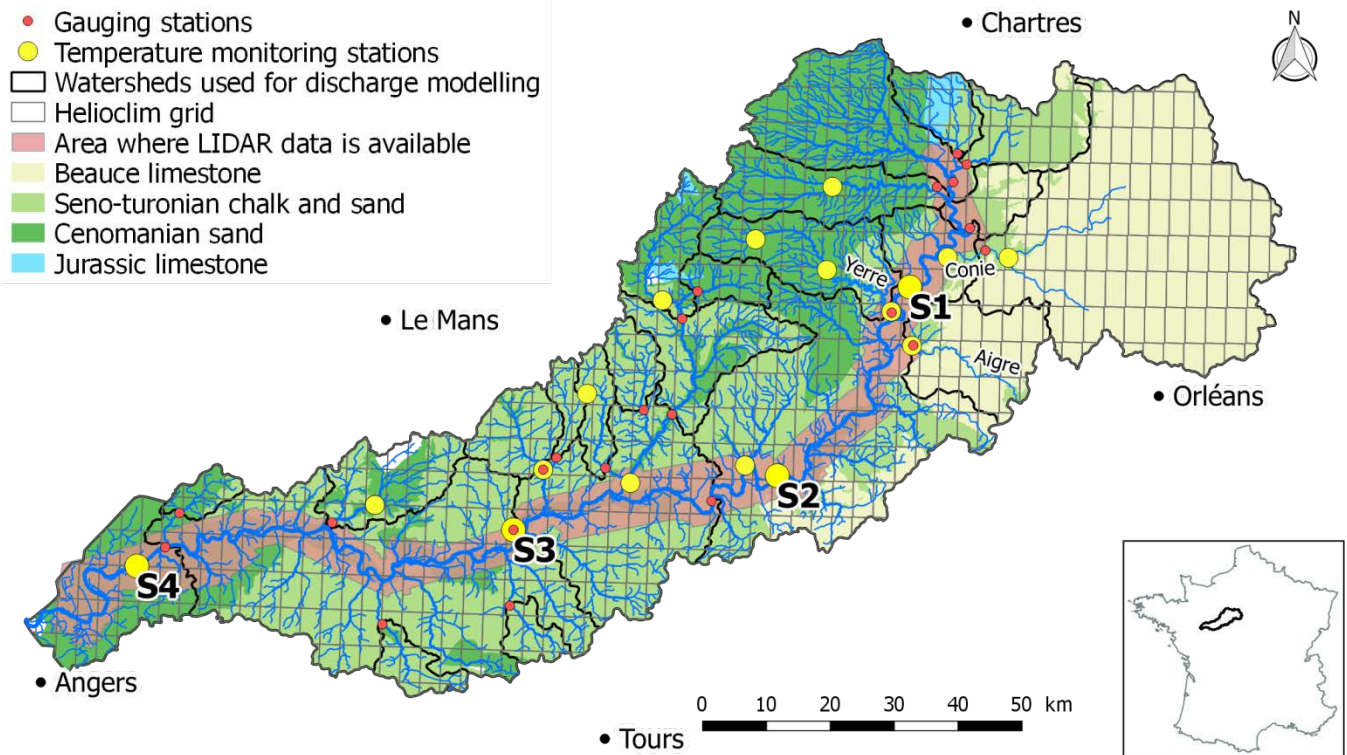 Gauging stations
Temperature monitoring stations
Watersheds used for discharge modelling
Helioclim grid
Area where LIDAR data is available
Beauce limestone
Seno-turonian chalk and sand
Cenomanian sand
Jurassic limestone
Chartres
N
Yerre
Conie
S1
Le Mans
Aigre
Orléans
S2
S3
S4
Angers
0 10 20 30 40 50 km
Tours